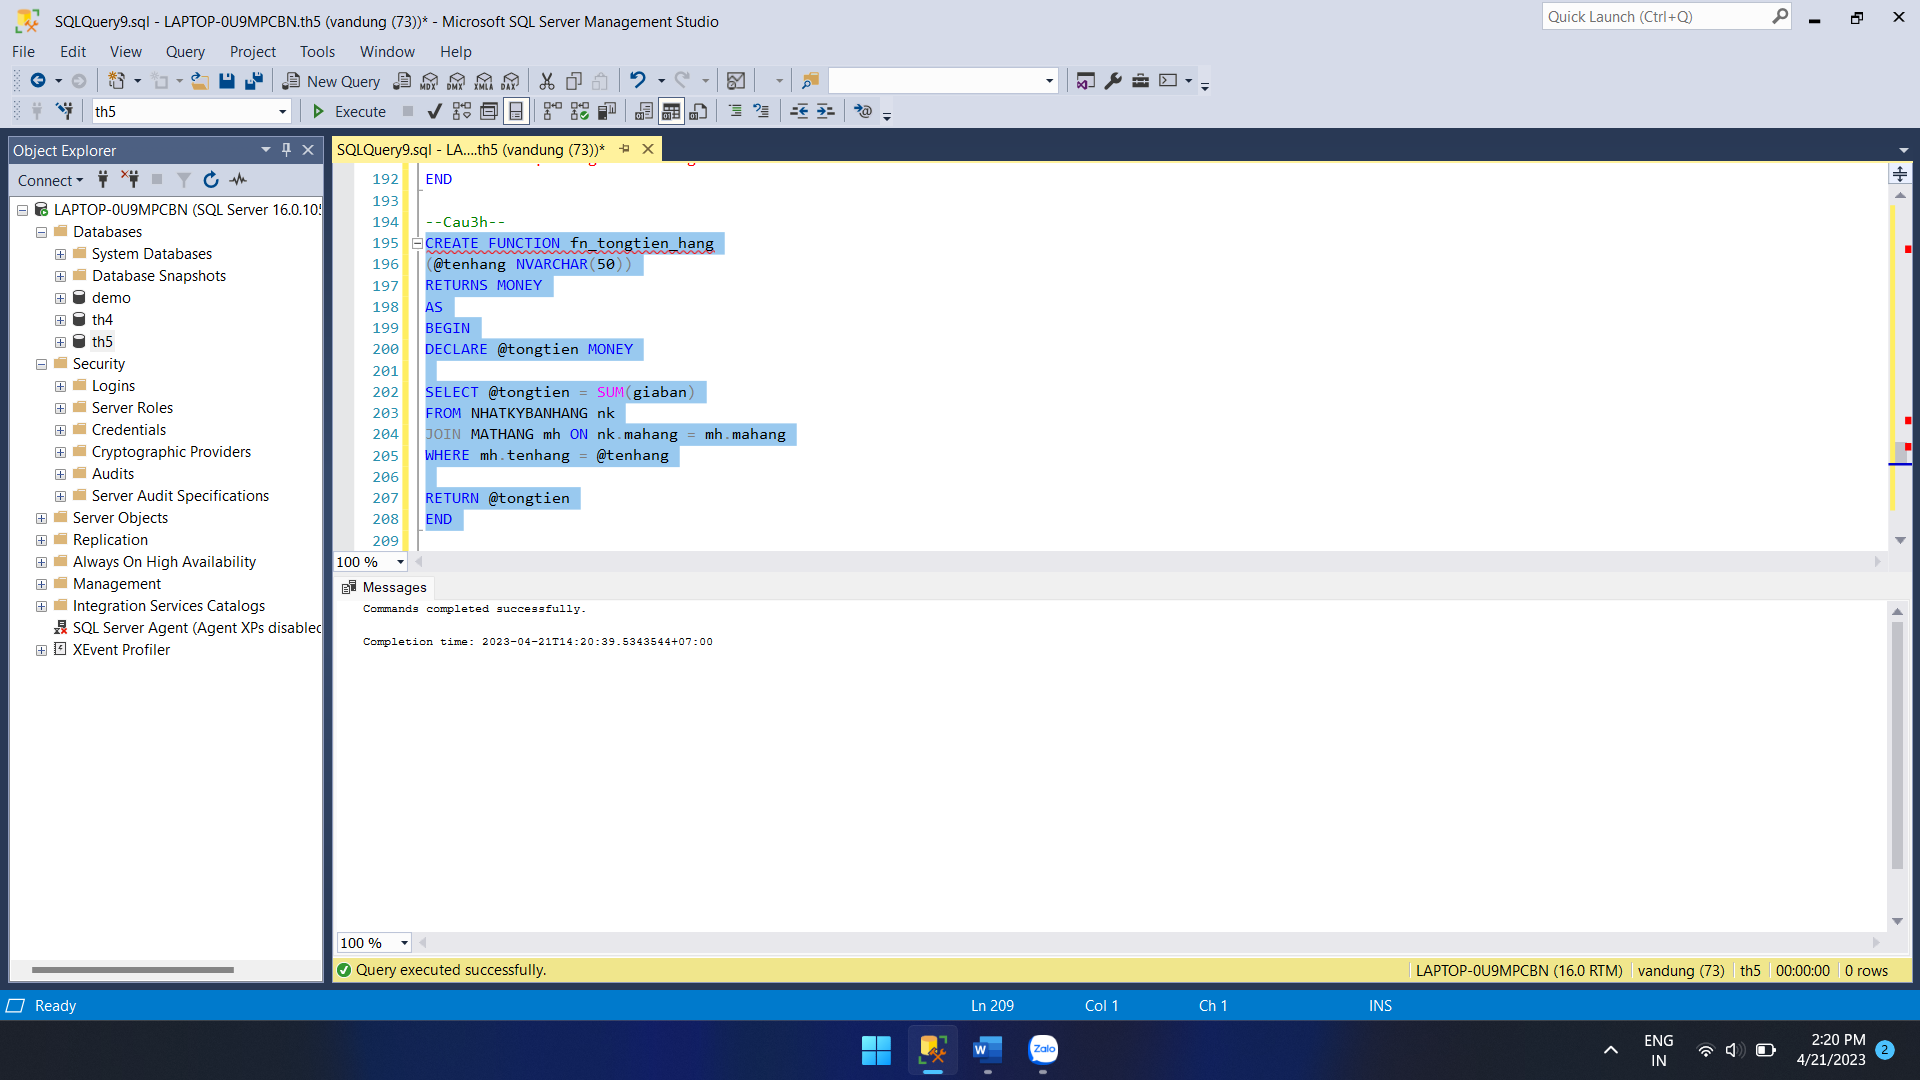 SQLQuery9.sql - LAPTOP-0U9MPCBN.th5 (vandung (73))* - Microsoft SQL Server Management Studio
Quick Launch (Ctrl+Q)
File Edit View Query Project Tools Window Help
New Query
MDX DMX XMLA DAX
th5
Execute
Object Explorer
Connect
LAPTOP-0U9MPCBN (SQL Server 16.0.105
Databases
System Databases
Database Snapshots
demo
th4
th5
Security
Logins
Server Roles
Credentials
Cryptographic Providers
Audits
Server Audit Specifications
Server Objects
Replication
Always On High Availability
Management
Integration Services Catalogs
SQL Server Agent (Agent XPs disabled
XEvent Profiler
SQLQuery9.sql - LA....th5 (vandung (73))*
192 END
193
194 --Cau3h--
195 CREATE FUNCTION fn_tongtien_hang
196 (@tenhang NVARCHAR(50))
197 RETURNS MONEY
198 AS
199 BEGIN
200 DECLARE @tongtien MONEY
201
202 SELECT @tongtien = SUM(giaban)
203 FROM NHATKYBANHANG nk
204 JOIN MATHANG mh ON nk.mahang = mh.mahang
205 WHERE mh.tenhang = @tenhang
206
207 RETURN @tongtien
208 END
209
100 %
Messages
Commands completed successfully.
Completion time: 2023-04-21T14:20:39.5343544+07:00
100 %
Query executed successfully.
LAPTOP-0U9MPCBN (16.0 RTM) vandung (73) th5 00:00:00 0 rows
Ready
Ln 209 Col 1 Ch 1 INS
W
Zalo
ENG
IN
2:20 PM
4/21/2023
2